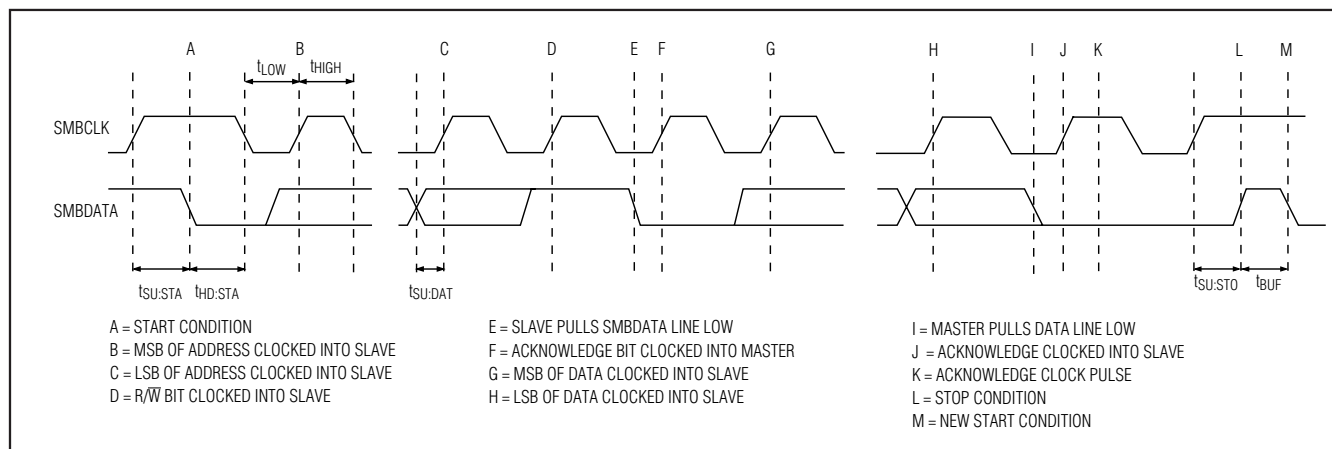 A B C D E F G H I J K L M
tLOW tHIGH
SMBCLK
SMBDATA
tSU:STA tHD:STA tSU:DAT tSU:STO tBUF
A = START CONDITION
B = MSB OF ADDRESS CLOCKED INTO SLAVE
C = LSB OF ADDRESS CLOCKED INTO SLAVE
D = R/W̅ BIT CLOCKED INTO SLAVE
E = SLAVE PULLS SMBDATA LINE LOW
F = ACKNOWLEDGE BIT CLOCKED INTO MASTER
G = MSB OF DATA CLOCKED INTO SLAVE
H = LSB OF DATA CLOCKED INTO SLAVE
I = MASTER PULLS DATA LINE LOW
J = ACKNOWLEDGE CLOCKED INTO SLAVE
K = ACKNOWLEDGE CLOCK PULSE
L = STOP CONDITION
M = NEW START CONDITION